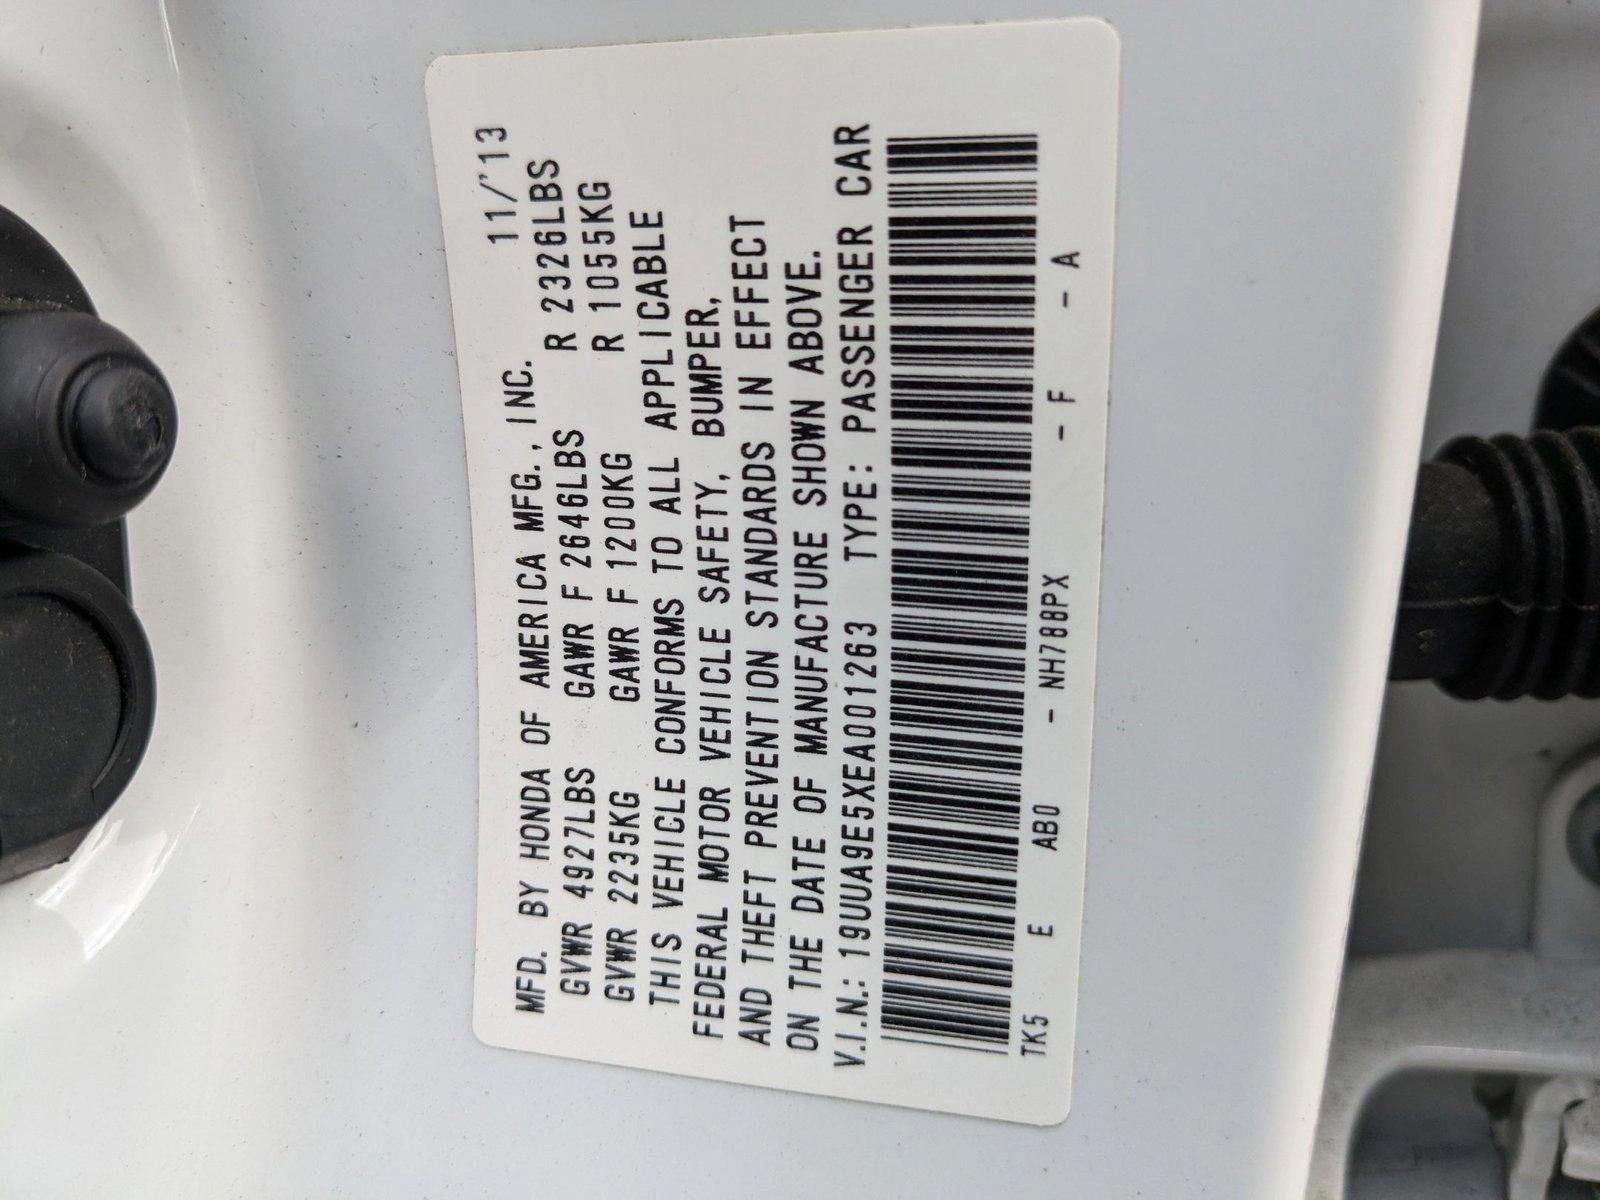 MFD. BY HONDA OF AMERICA MFG., INC. 11/'13
GVWR 4927LBS GAWR F 2646LBS R 2326LBS
GVWR 2235KG GAWR F 1200KG R 1055KG
THIS VEHICLE CONFORMS TO ALL APPLICABLE
FEDERAL MOTOR VEHICLE SAFETY, BUMPER,
AND THEFT PREVENTION STANDARDS IN EFFECT
ON THE DATE OF MANUFACTURE SHOWN ABOVE.
V.I.N.: 19UUA9E5XEA001263 TYPE: PASSENGER CAR
TK5 E AB0 - NH788PX - F - A